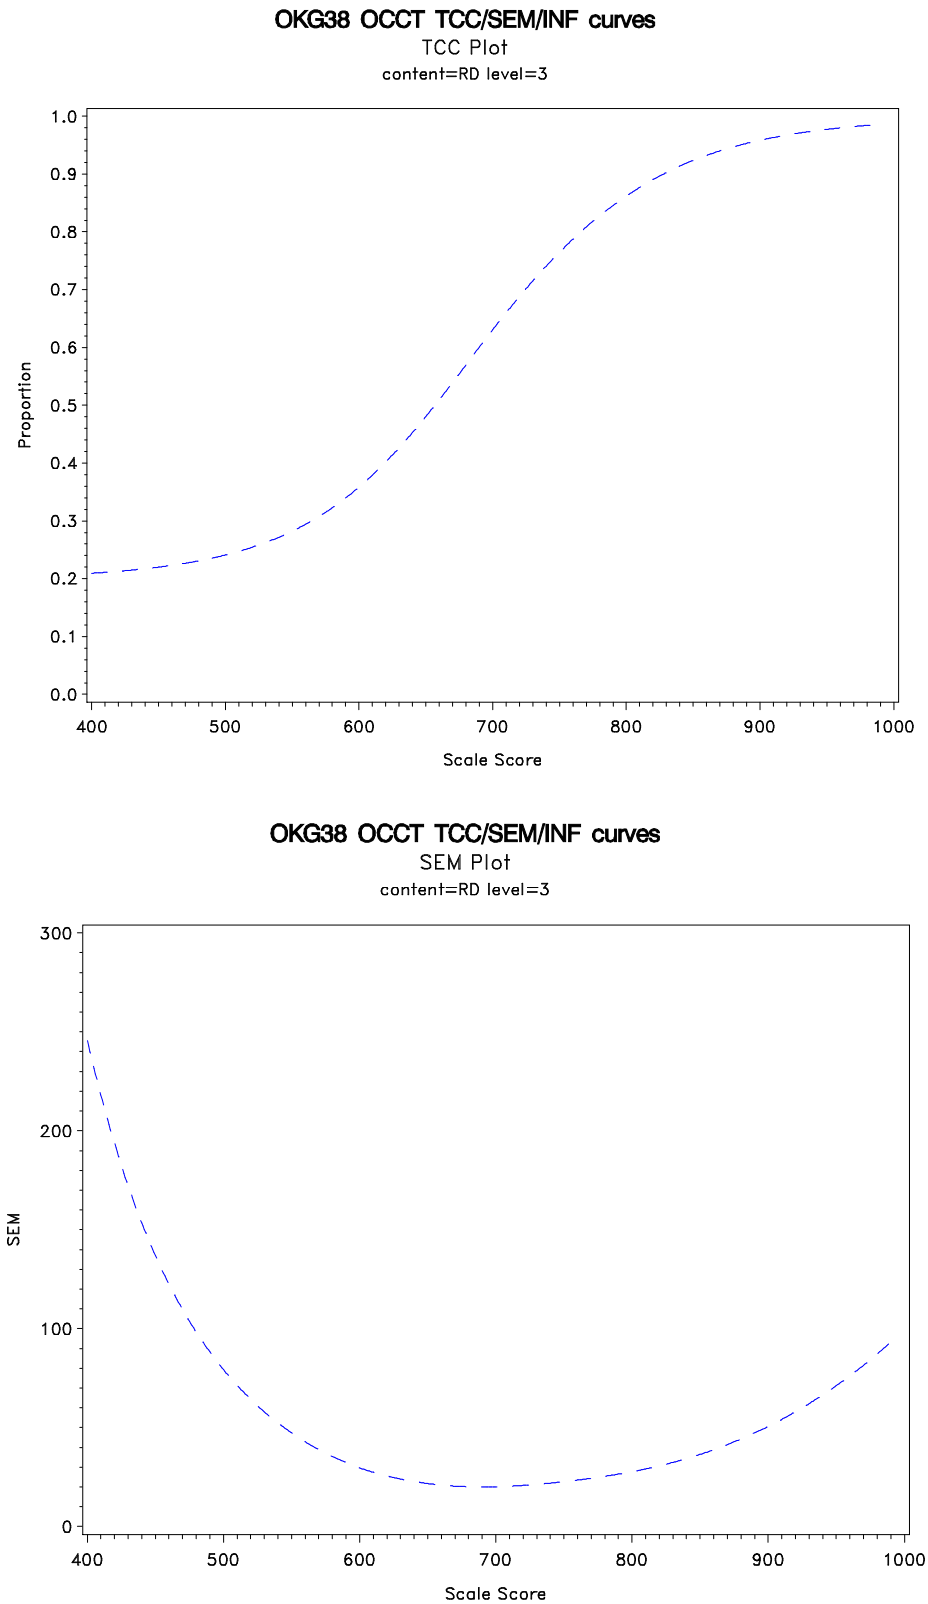 OKG38 OCCT TCC/SEM/INF curves
TCC Plot
content=RD level=3
1.0
0.9
0.8
0.7
0.6
0.5
0.4
0.3
0.2
0.1
0.0
Proportion
400 500 600 700 800 900 1000
Scale Score
OKG38 OCCT TCC/SEM/INF curves
SEM Plot
content=RD level=3
300
200
100
0
SEM
400 500 600 700 800 900 1000
Scale Score